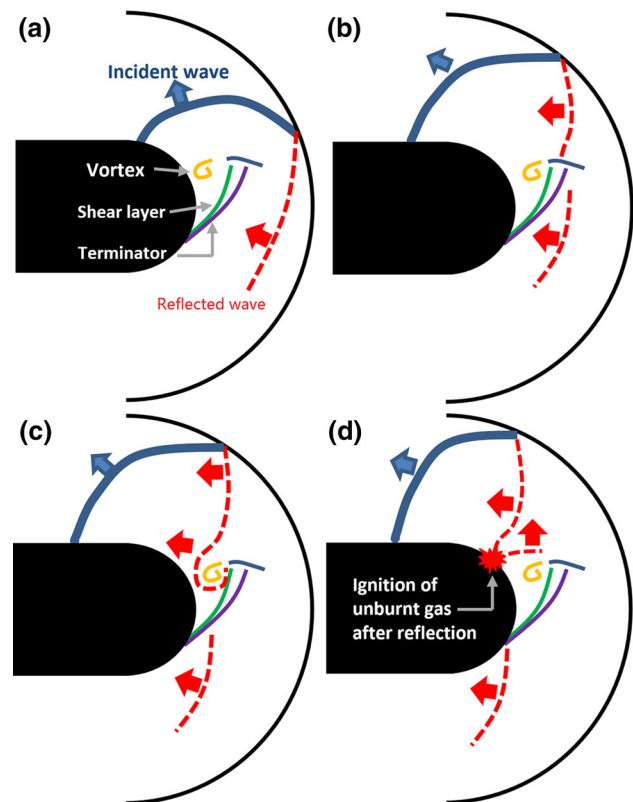 (a)
Incident wave
Vortex
Shear layer
Terminator
Reflected wave
(b)
(c)
(d)
Ignition of
unburnt gas
after reflection